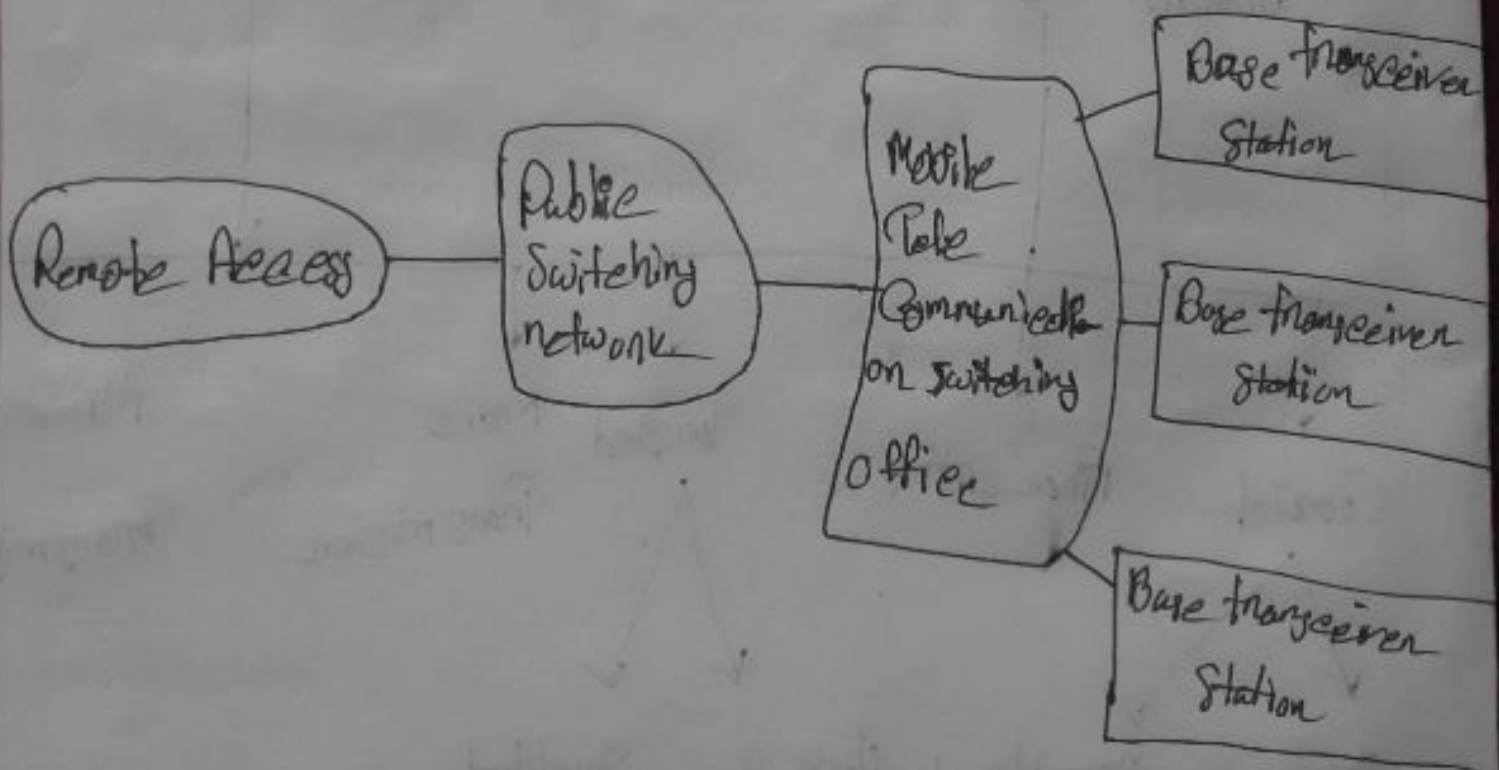 Remote Access
Public
Switching
network
Mobile
Tele
Communicati
on switching
office
Base transceiver
Station
Base transceiver
Station
Base transceiver
Station